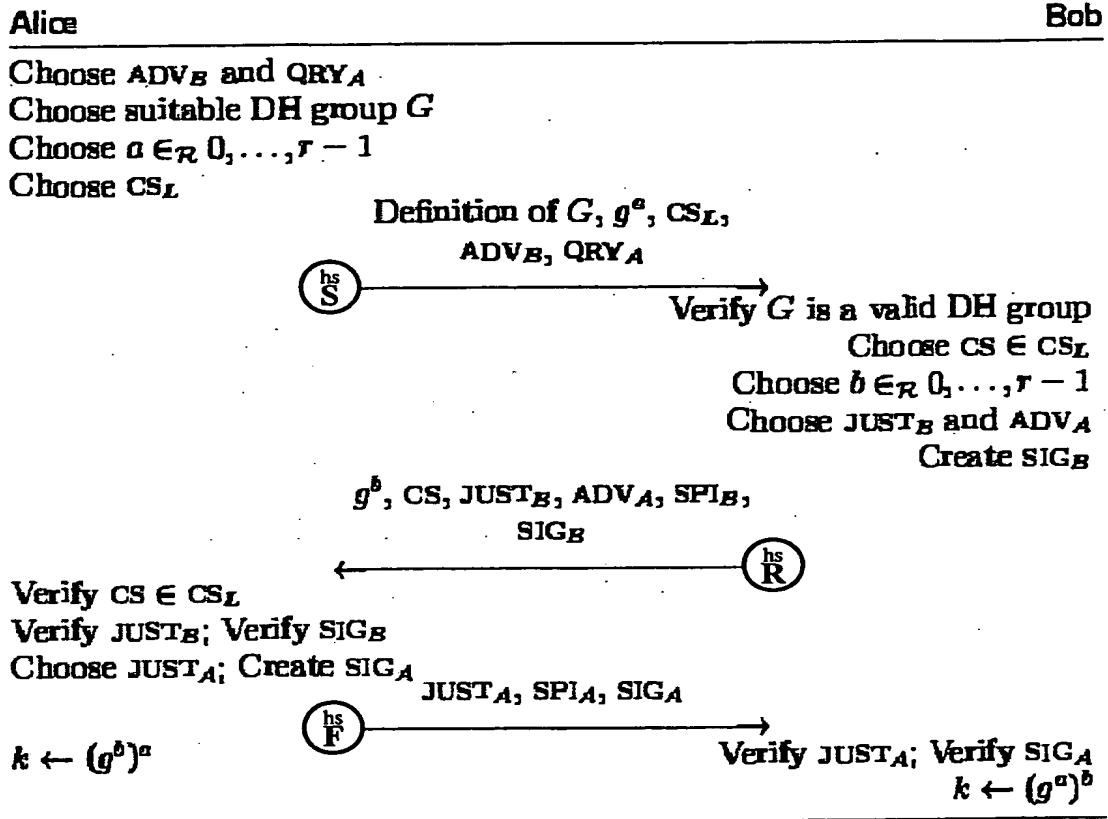 Alice
Bob
Choose ADV_B and QRY_A
Choose suitable DH group G
Choose a ∈_R 0,...,r − 1
Choose CS_L
Definition of G, g^a, CS_L,
ADV_B, QRY_A
hs
S
Verify G is a valid DH group
Choose CS ∈ CS_L
Choose b ∈_R 0,...,r − 1
Choose JUST_B and ADV_A
Create SIG_B
g^b, CS, JUST_B, ADV_A, SPI_B,
SIG_B
hs
R
Verify CS ∈ CS_L
Verify JUST_B; Verify SIG_B
Choose JUST_A; Create SIG_A
JUST_A, SPI_A, SIG_A
hs
F
Verify JUST_A; Verify SIG_A
k ← (g^b)^a
k ← (g^a)^b